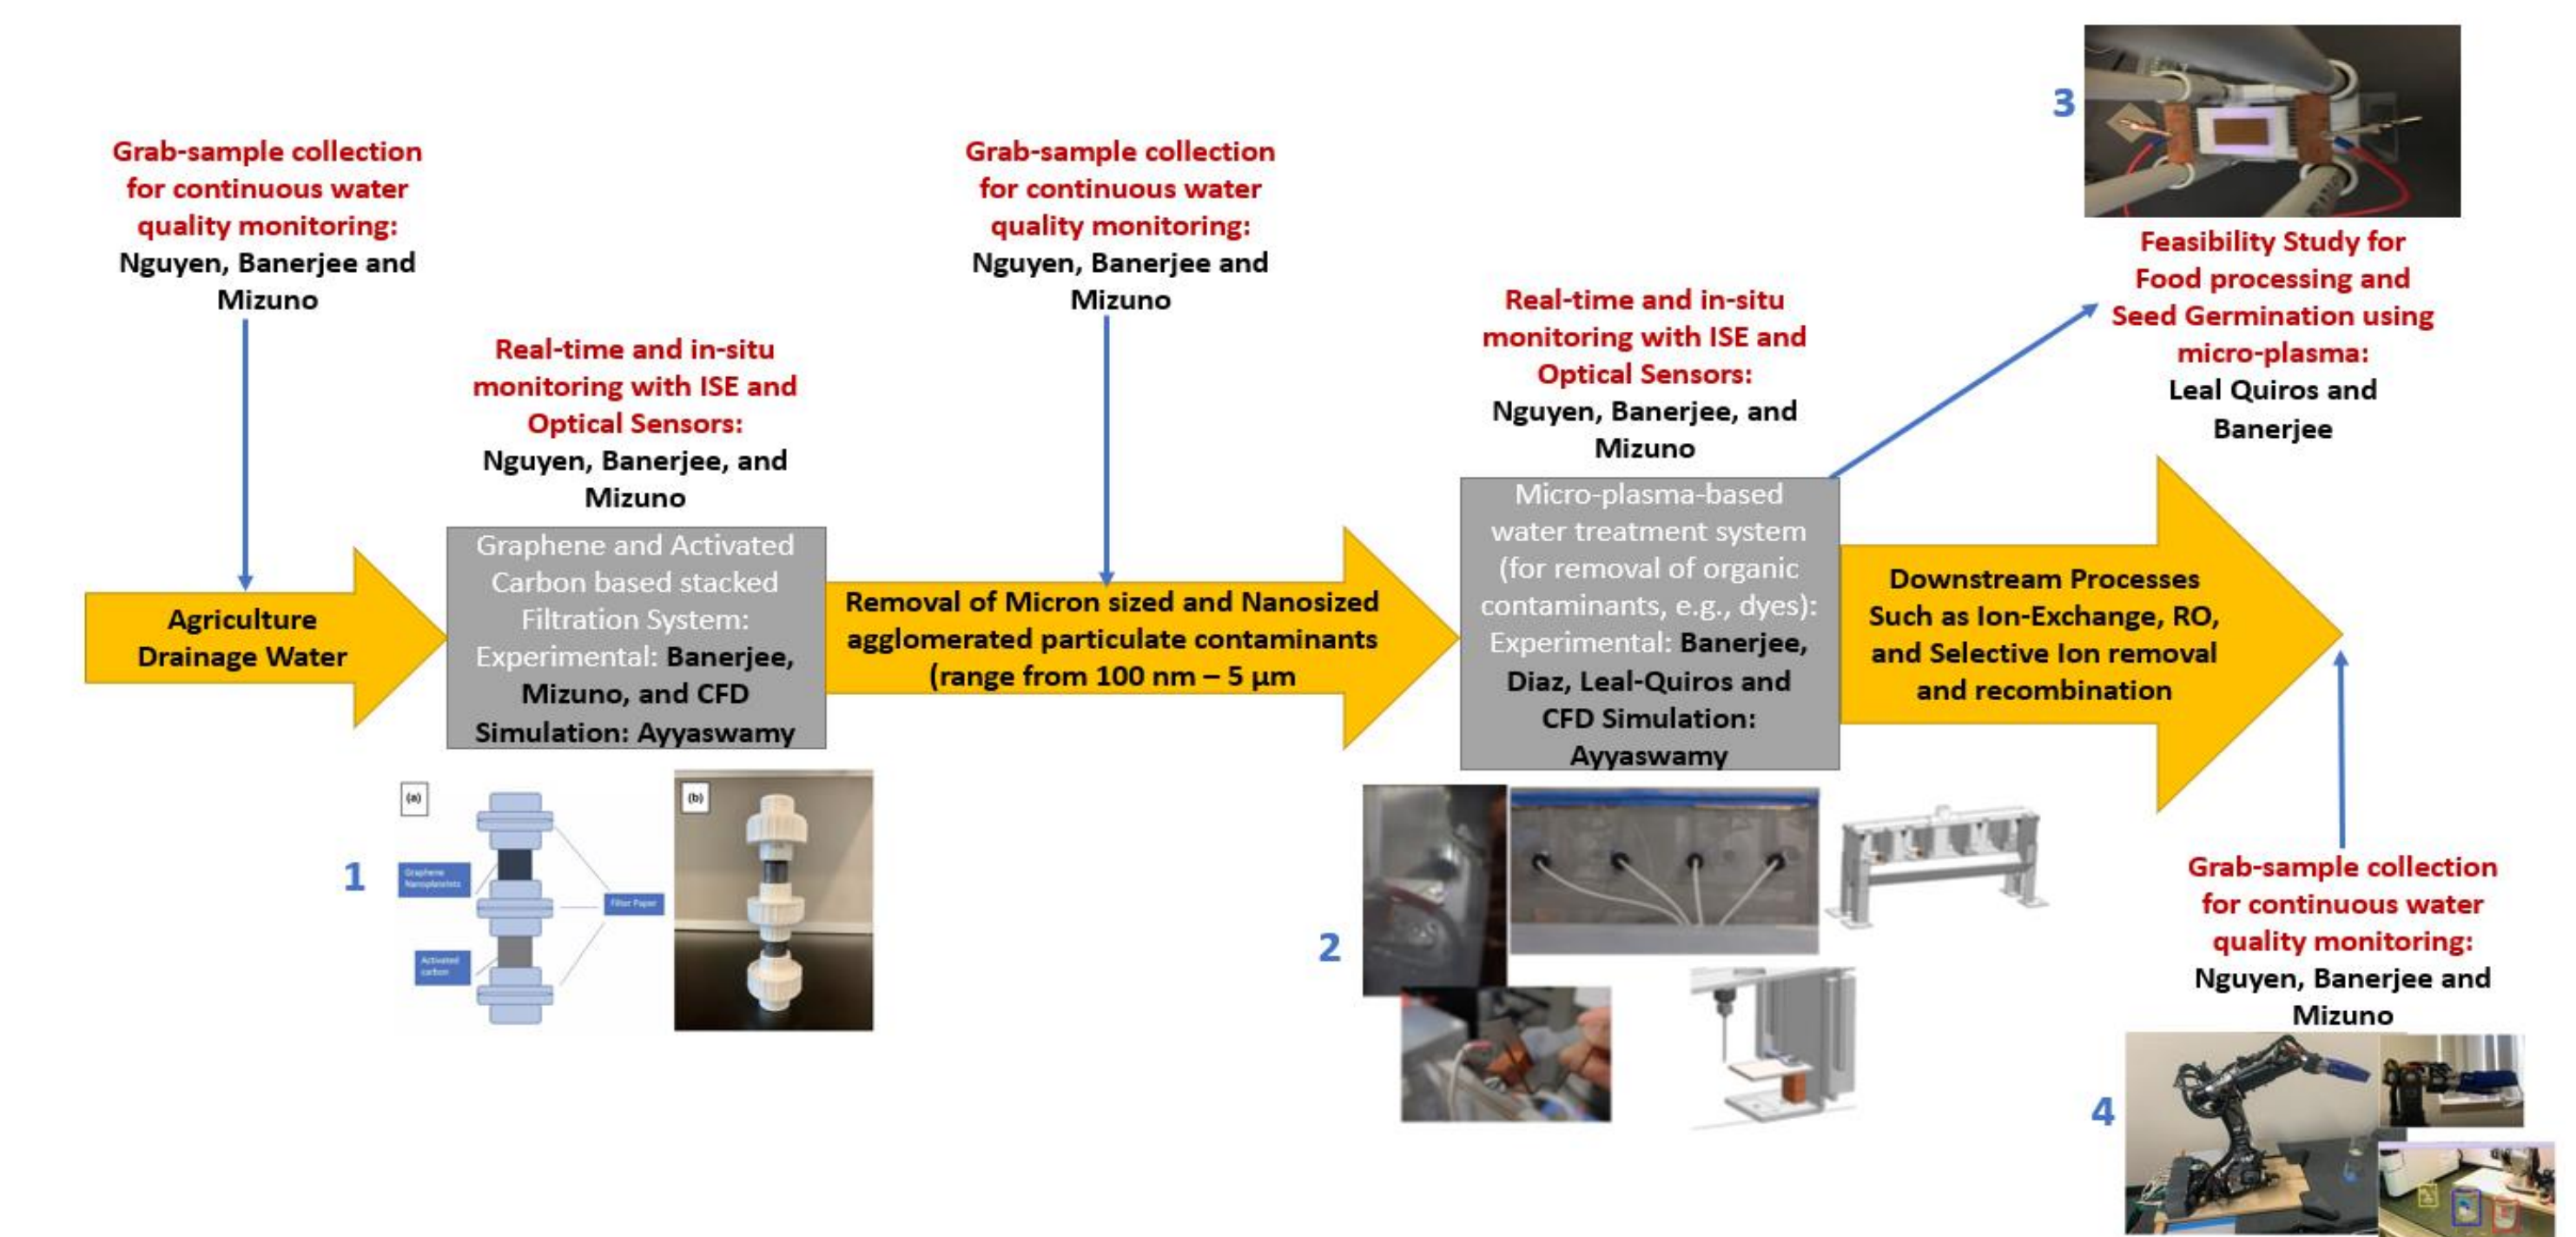 Grab-sample collection
for continuous water
quality monitoring:
Nguyen, Banerjee and
Mizuno
Real-time and in-situ
monitoring with ISE and
Optical Sensors:
Nguyen, Banerjee, and
Mizuno
Grab-sample collection
for continuous water
quality monitoring:
Nguyen, Banerjee and
Mizuno
Real-time and in-situ
monitoring with ISE and
Optical Sensors:
Nguyen, Banerjee, and
Mizuno
3
Feasibility Study for
Food processing and
Seed Germination using
micro-plasma:
Leal Quiros and
Banerjee
Agriculture
Drainage Water
Graphene and Activated
Carbon based stacked
Filtration System:
Experimental: Banerjee,
Mizuno, and CFD
Simulation: Ayyaswamy
Removal of Micron sized and Nanosized
agglomerated particulate contaminants
(range from 100 nm – 5 µm
Micro-plasma-based
water treatment system
(for removal of organic
contaminants, e.g., dyes):
Experimental: Banerjee,
Diaz, Leal-Quiros and
CFD Simulation:
Ayyaswamy
Downstream Processes
Such as Ion-Exchange, RO,
and Selective Ion removal
and recombination
1
(a)
Graphene
Nanoplatelets
Filter Paper
Activated
carbon
(b)
2
Grab-sample collection
for continuous water
quality monitoring:
Nguyen, Banerjee and
Mizuno
4